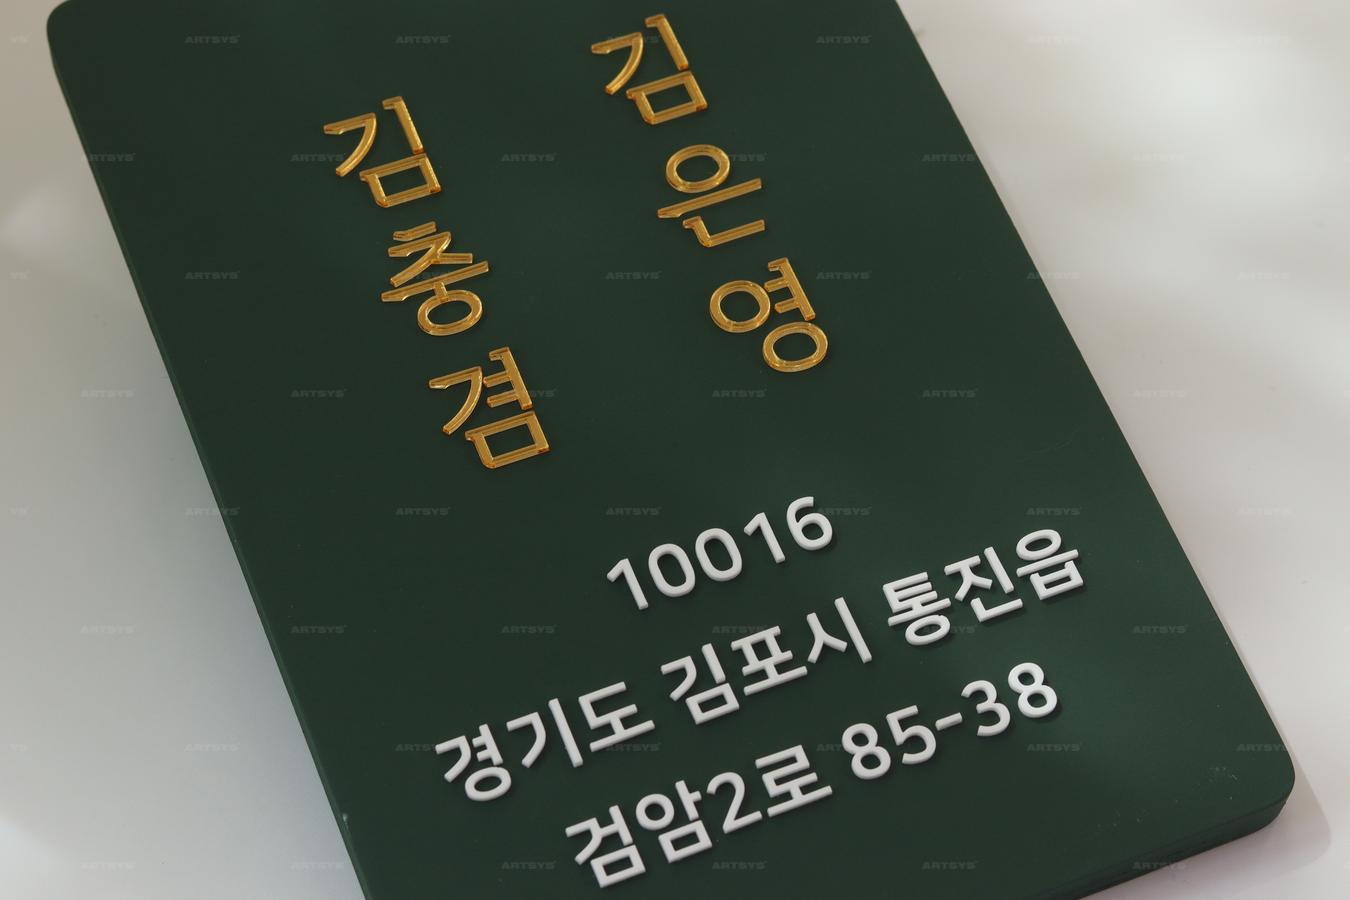 김충겸
김은영
10016
경기도 김포시 통진읍
검암2로 85-38
ARTSYS